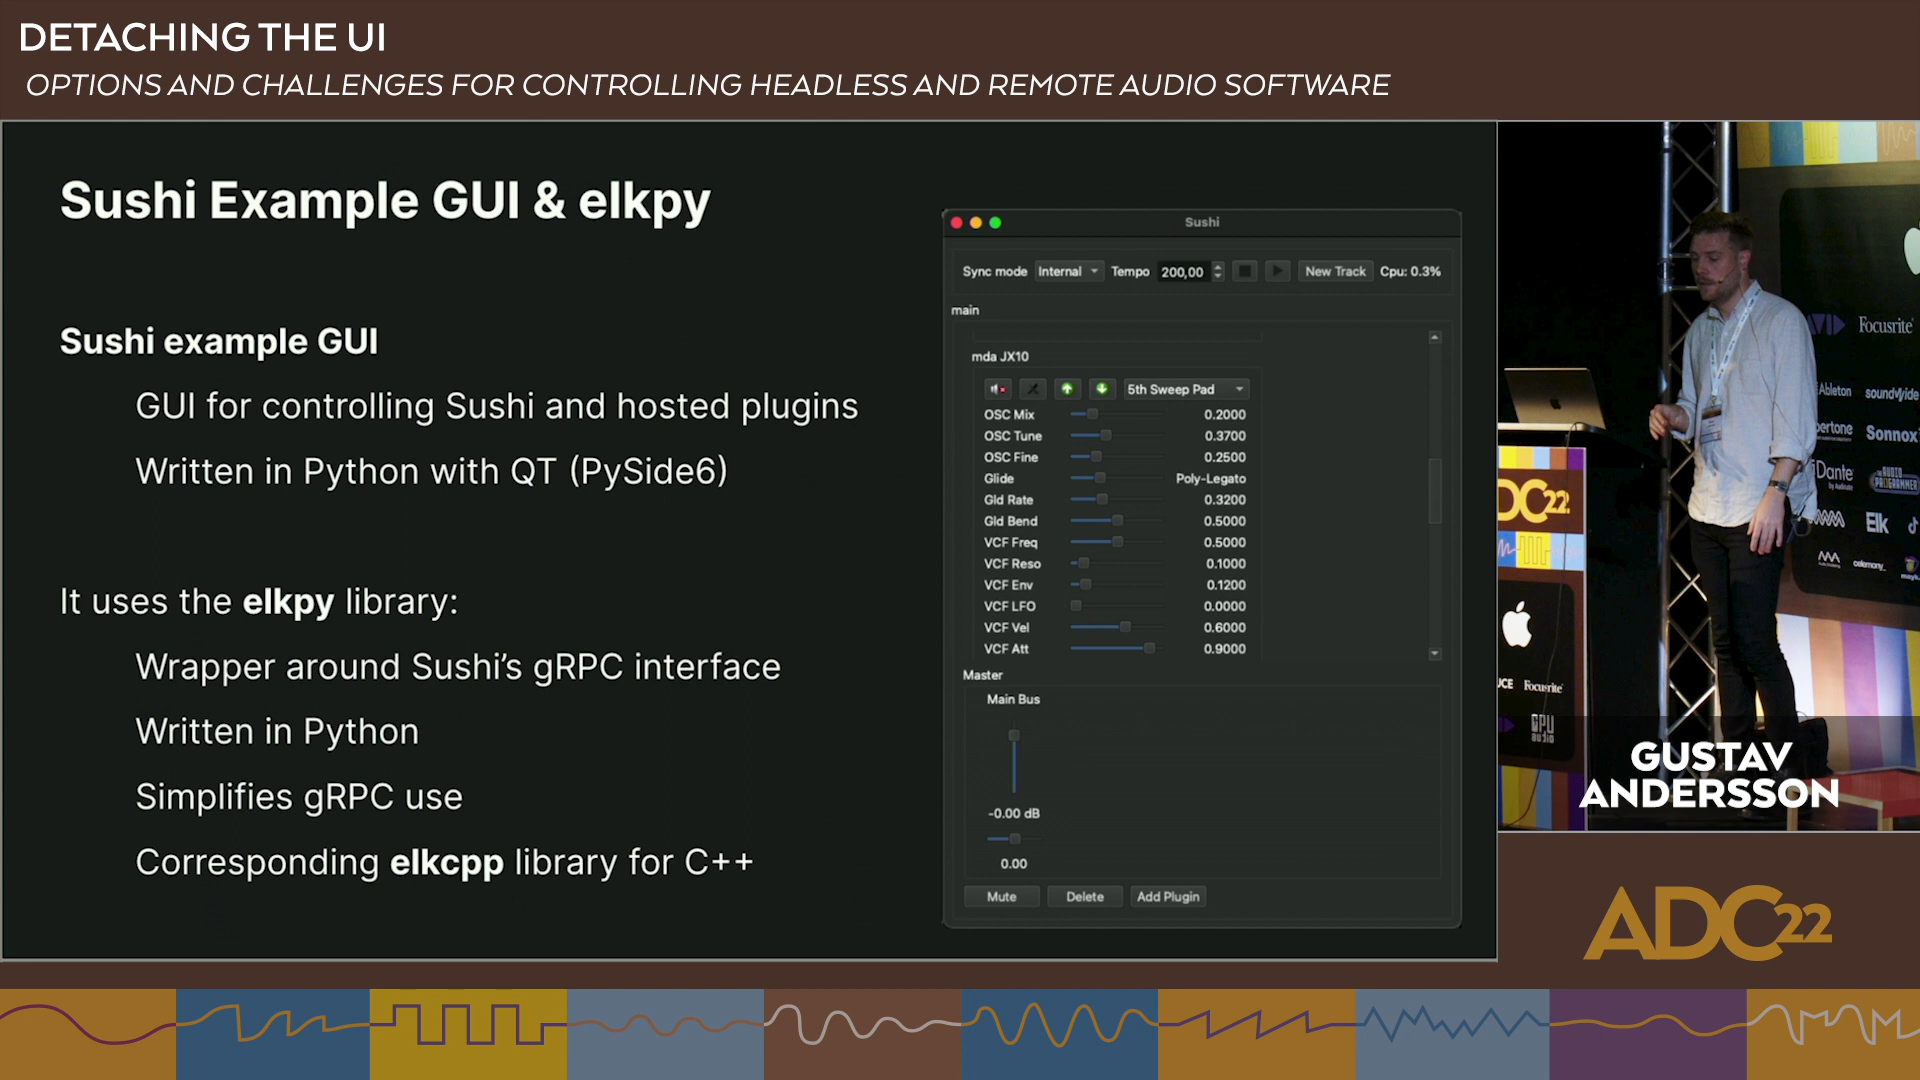 DETACHING THE UI
OPTIONS AND CHALLENGES FOR CONTROLLING HEADLESS AND REMOTE AUDIO SOFTWARE
Sushi Example GUI & elkpy
Sushi example GUI
GUI for controlling Sushi and hosted plugins
Written in Python with QT (PySide6)
It uses the elkpy library:
Wrapper around Sushi's gRPC interface
Written in Python
Simplifies gRPC use
Corresponding elkcpp library for C++
Sushi
Sync mode Internal Tempo 200,00 New Track Cpu: 0.3%
main
mda JX10
5th Sweep Pad
OSC Mix 0.2000
OSC Tune 0.3700
OSC Fine 0.2500
Glide Poly-Legato
Gld Rate 0.3200
Gld Bend 0.5000
VCF Freq 0.5000
VCF Reso 0.1000
VCF Env 0.1200
VCF LFO 0.0000
VCF Vel 0.6000
VCF Att 0.9000
Master
Main Bus
-0.00 dB
0.00
Mute Delete Add Plugin
Focusrite
Ableton
Sonnox
Dante
Elk
celemony
DC22
UCE Focusrite
GPU
audio
GUSTAV
ANDERSSON
ADC22